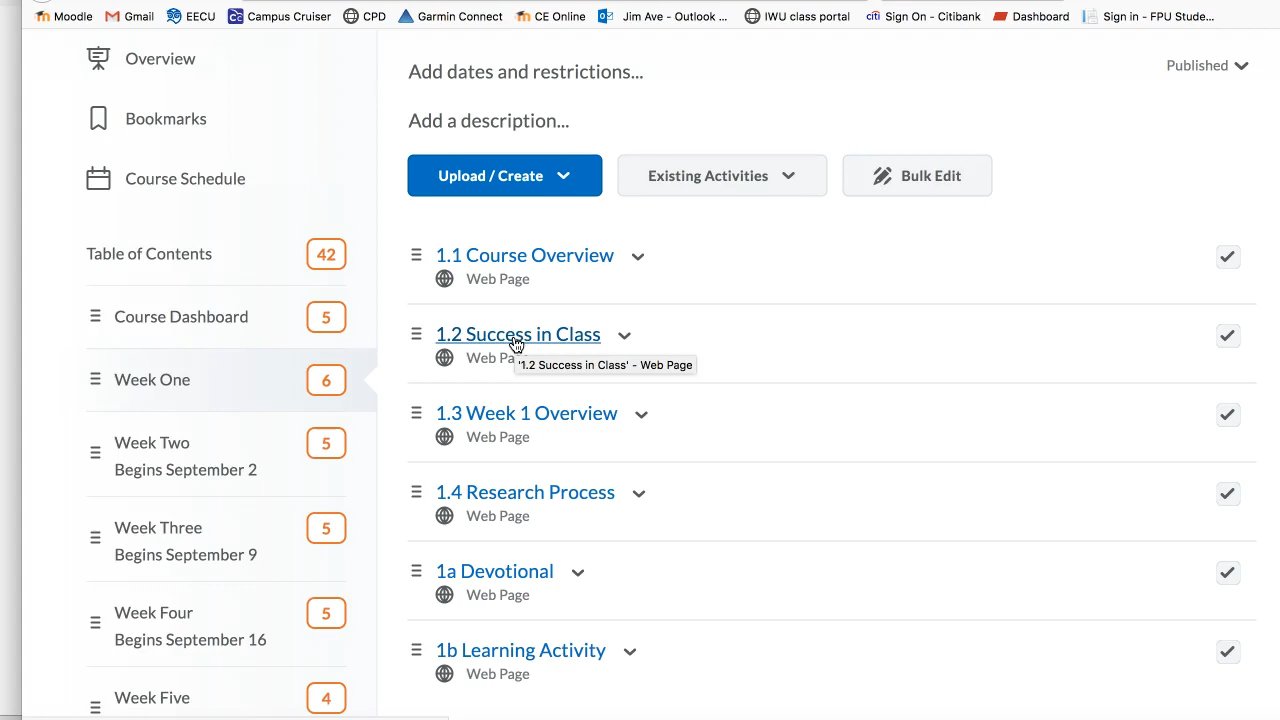 Moodle Gmail EECU Campus Cruiser CPD Garmin Connect CE Online Jim Ave - Outlook ... IWU class portal citi Sign On - Citibank Dashboard Sign in - FPU Stude...
Overview
Bookmarks
Course Schedule
Table of Contents 42
Course Dashboard 5
Week One 6
Week Two 5
Begins September 2
Week Three 5
Begins September 9
Week Four 5
Begins September 16
Week Five 4
Add dates and restrictions...
Published
Add a description...
Upload / Create Existing Activities Bulk Edit
1.1 Course Overview
Web Page
1.2 Success in Class
Web Pa
'1.2 Success in Class' - Web Page
1.3 Week 1 Overview
Web Page
1.4 Research Process
Web Page
1a Devotional
Web Page
1b Learning Activity
Web Page